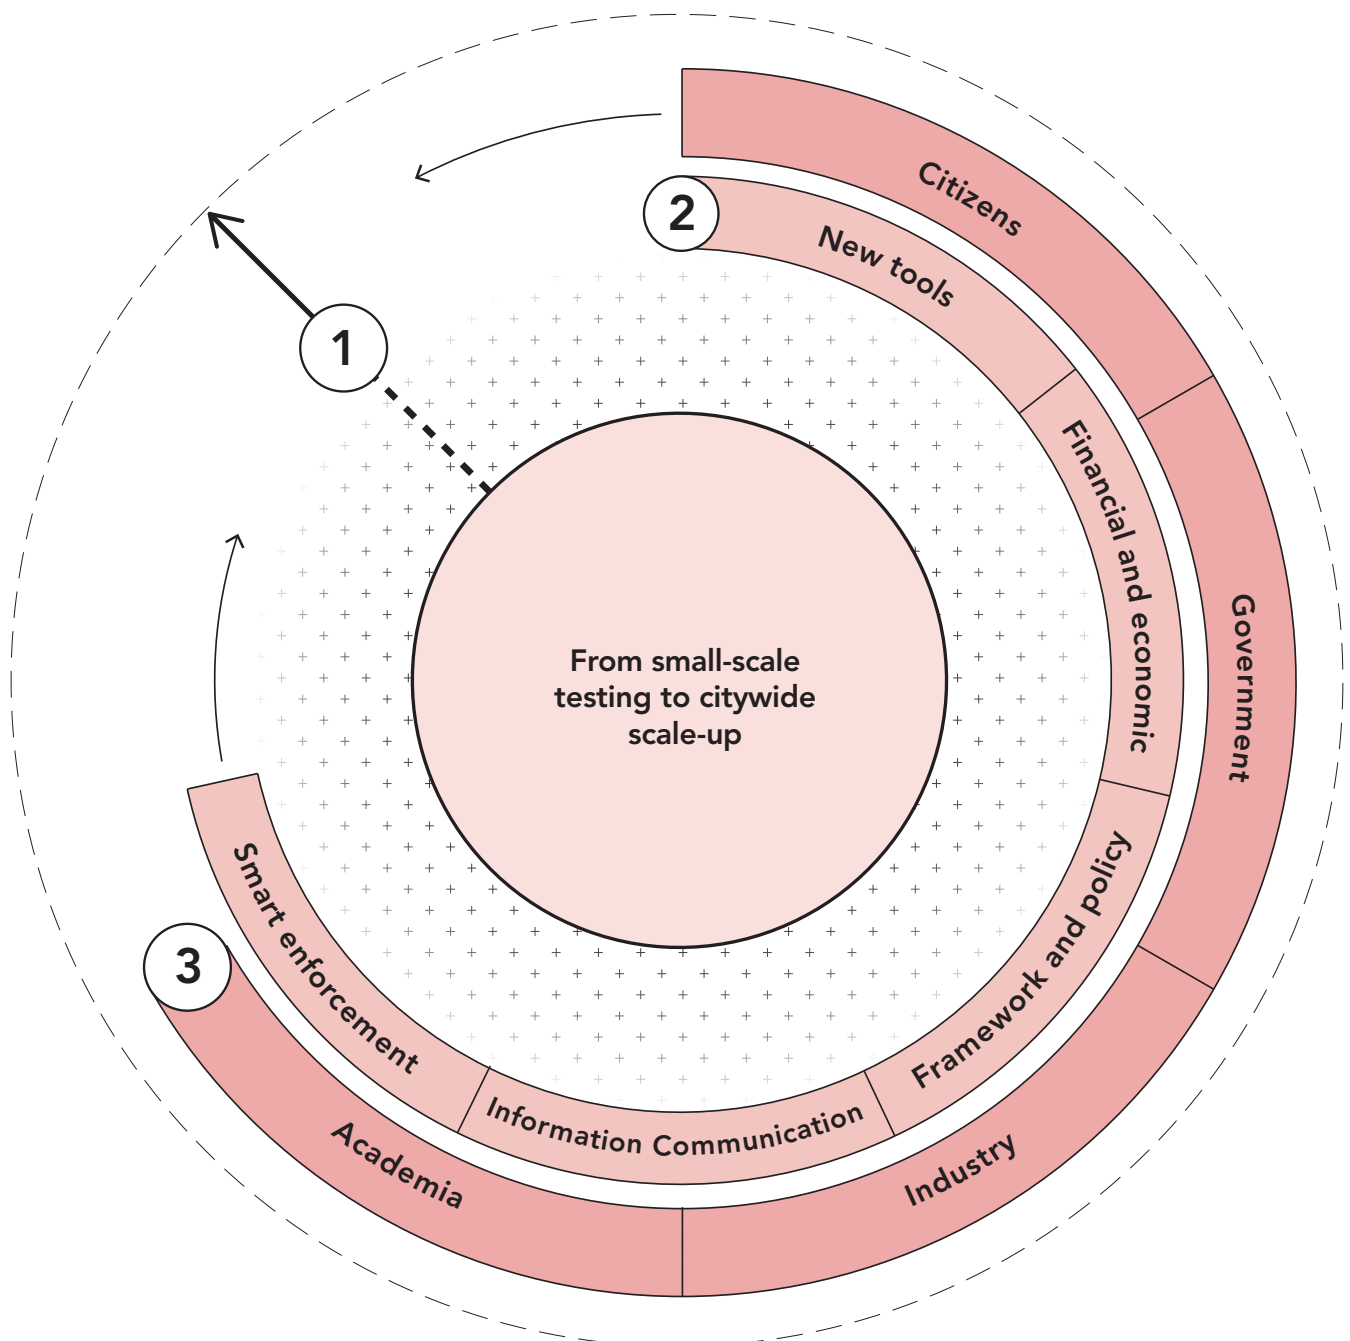 1
2
3
Citizens
Government
Industry
Academia
New tools
Financial and economic
Framework and policy
Information Communication
Smart enforcement
From small-scale
testing to citywide
scale-up